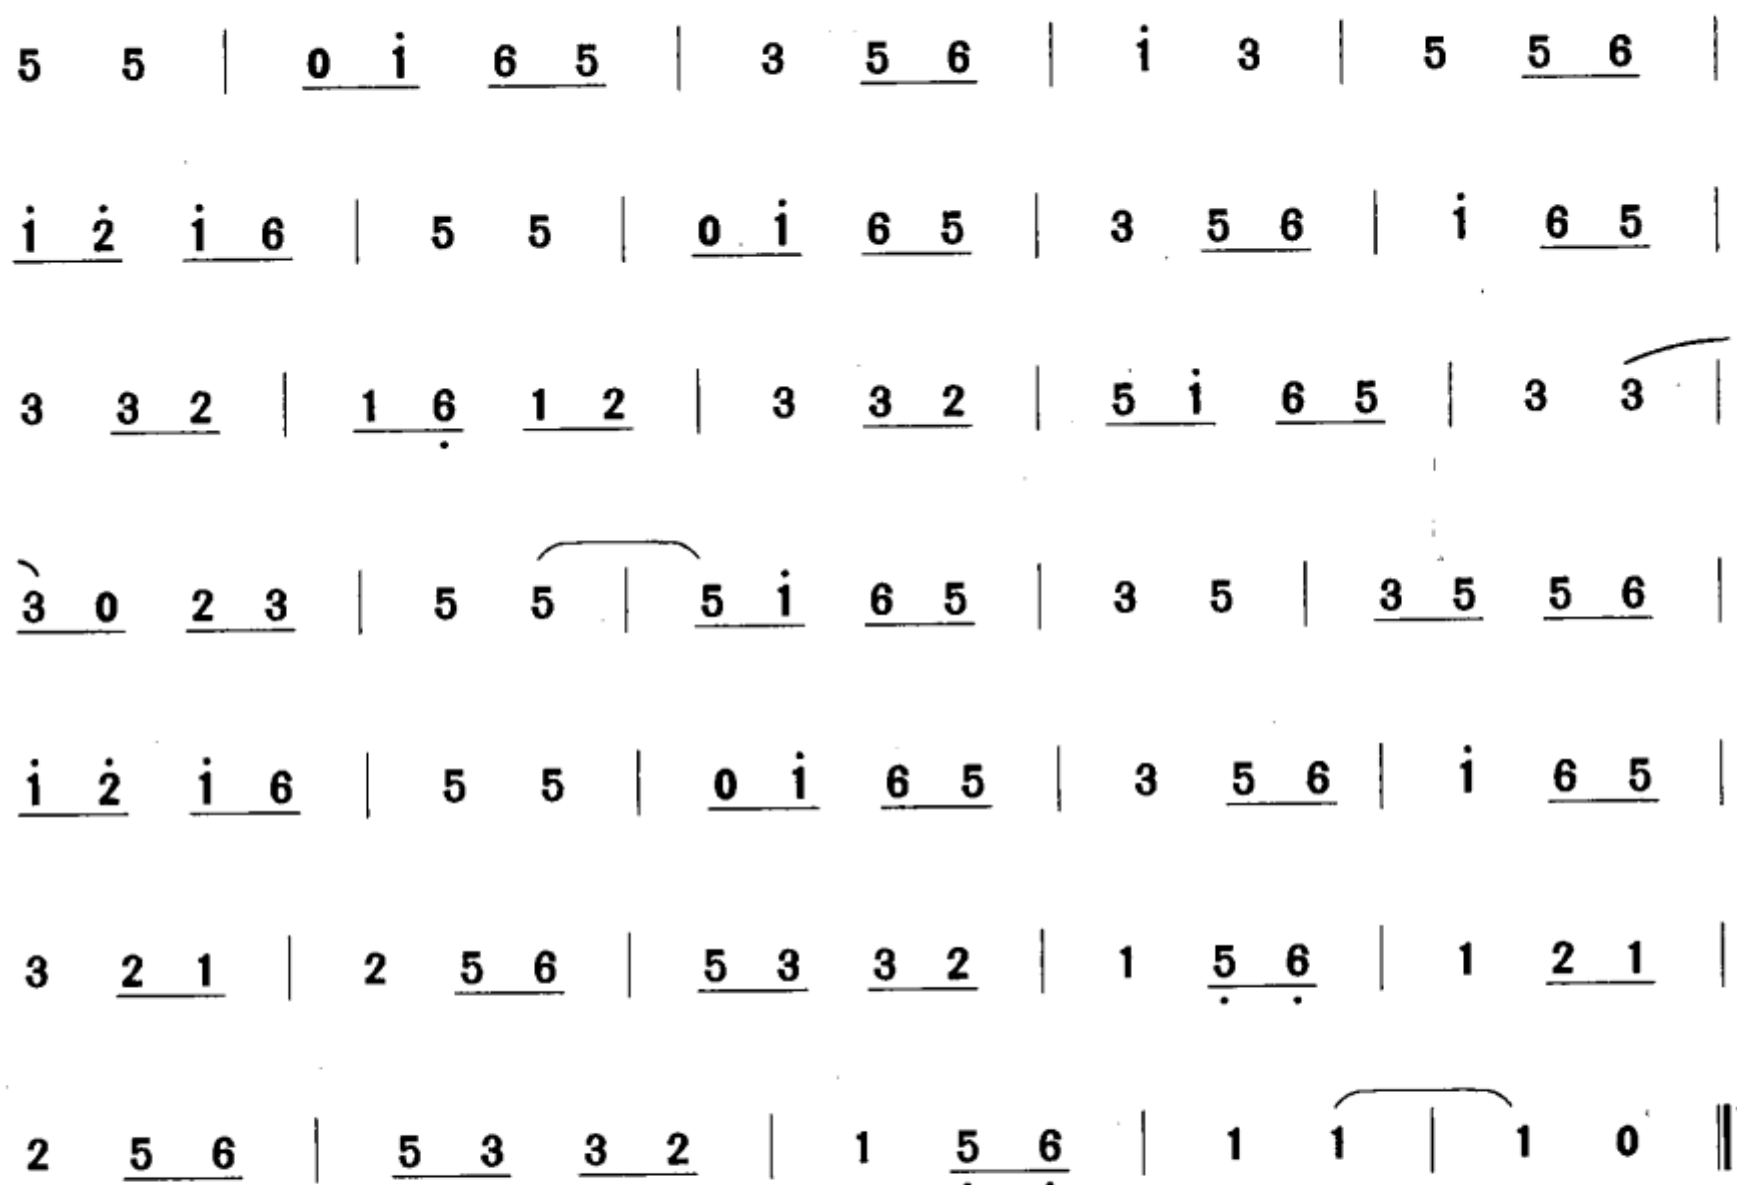 5 5 | 0 i 6 5 | 3 5 6 | i 3 | 5 5 6 |
i 2̇ i 6 | 5 5 | 0 i 6 5 | 3 5 6 | i 6 5 |
3 3 2 | 1 6̣ 1 2 | 3 3 2 | 5 i 6 5 | 3 3 |
3 0 2 3 | 5 5 | 5 i 6 5 | 3 5 | 3 5 5 6 |
i 2̇ i 6 | 5 5 | 0 i 6 5 | 3 5 6 | i 6 5 |
3 2 1 | 2 5 6 | 5 3 3 2 | 1 5̣ 6̣ | 1 2 1 |
2 5 6 | 5 3 3 2 | 1 5̣ 6̣ | 1 1 | 1 0 ‖